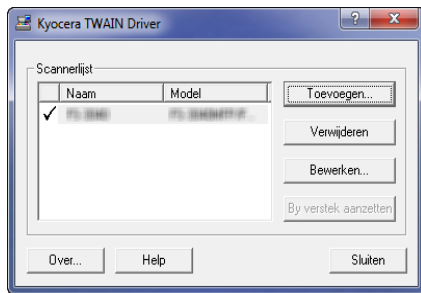 Kyocera TWAIN Driver
Scannerlijst
Naam Model
Toevoegen...
Verwijderen
Bewerken...
By verstek aanzetten
Over... Help Sluiten